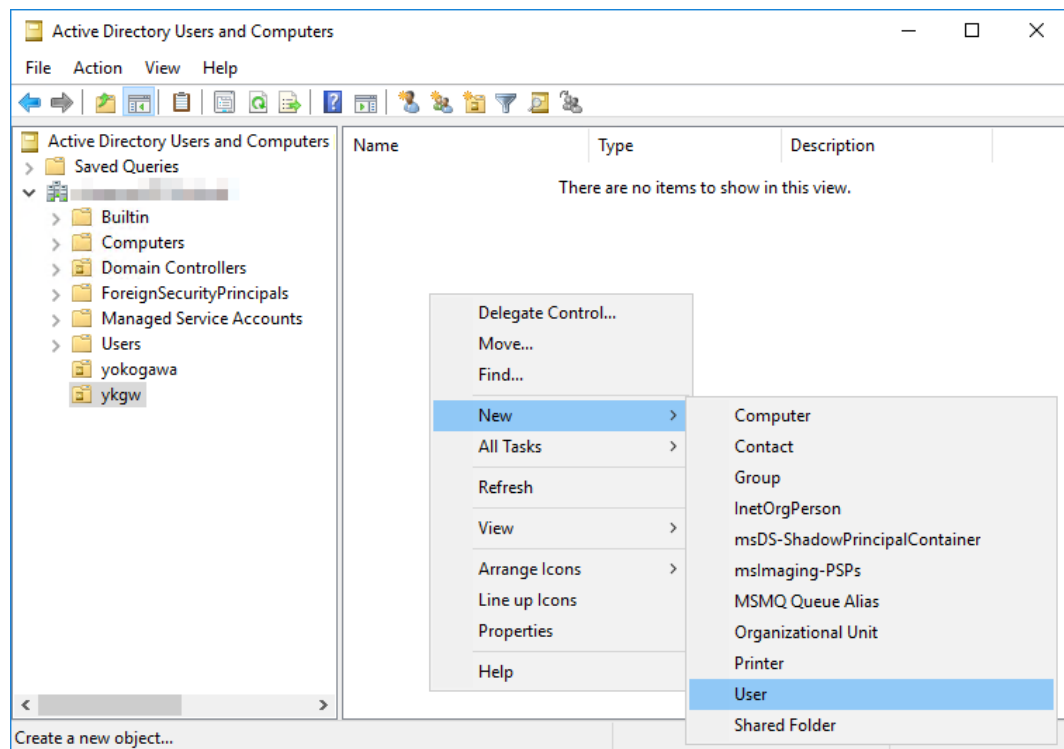 Active Directory Users and Computers
File Action View Help
Active Directory Users and Computers
Saved Queries
Builtin
Computers
Domain Controllers
ForeignSecurityPrincipals
Managed Service Accounts
Users
yokogawa
ykgw
Name Type Description
There are no items to show in this view.
Delegate Control...
Move...
Find...
New
All Tasks
Refresh
View
Arrange Icons
Line up Icons
Properties
Help
Computer
Contact
Group
InetOrgPerson
msDS-ShadowPrincipalContainer
msImaging-PSPs
MSMQ Queue Alias
Organizational Unit
Printer
User
Shared Folder
Create a new object...